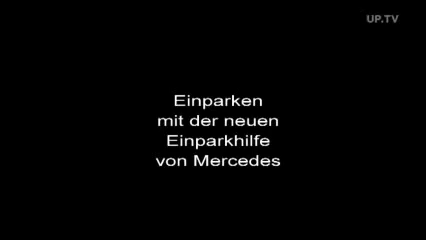 UP.TV
Einparken
mit der neuen
Einparkhilfe
von Mercedes